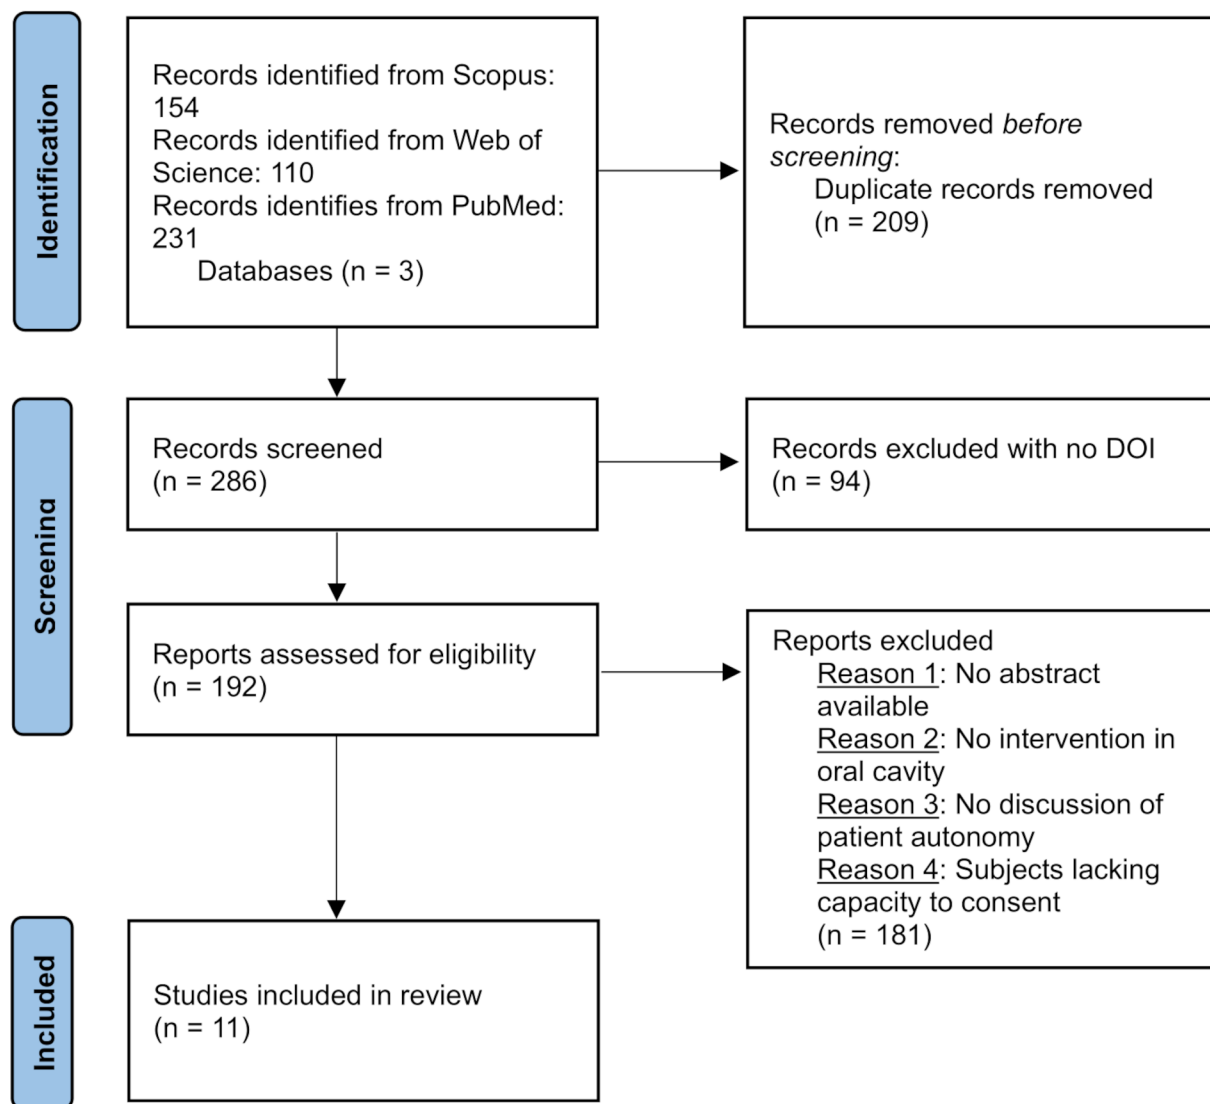 Identification
Records identified from Scopus:
154
Records identified from Web of
Science: 110
Records identifies from PubMed:
231
Databases (n = 3)
Records removed before
screening:
Duplicate records removed
(n = 209)
Screening
Records screened
(n = 286)
Records excluded with no DOI
(n = 94)
Reports assessed for eligibility
(n = 192)
Reports excluded
Reason 1: No abstract
available
Reason 2: No intervention in
oral cavity
Reason 3: No discussion of
patient autonomy
Reason 4: Subjects lacking
capacity to consent
(n = 181)
Included
Studies included in review
(n = 11)